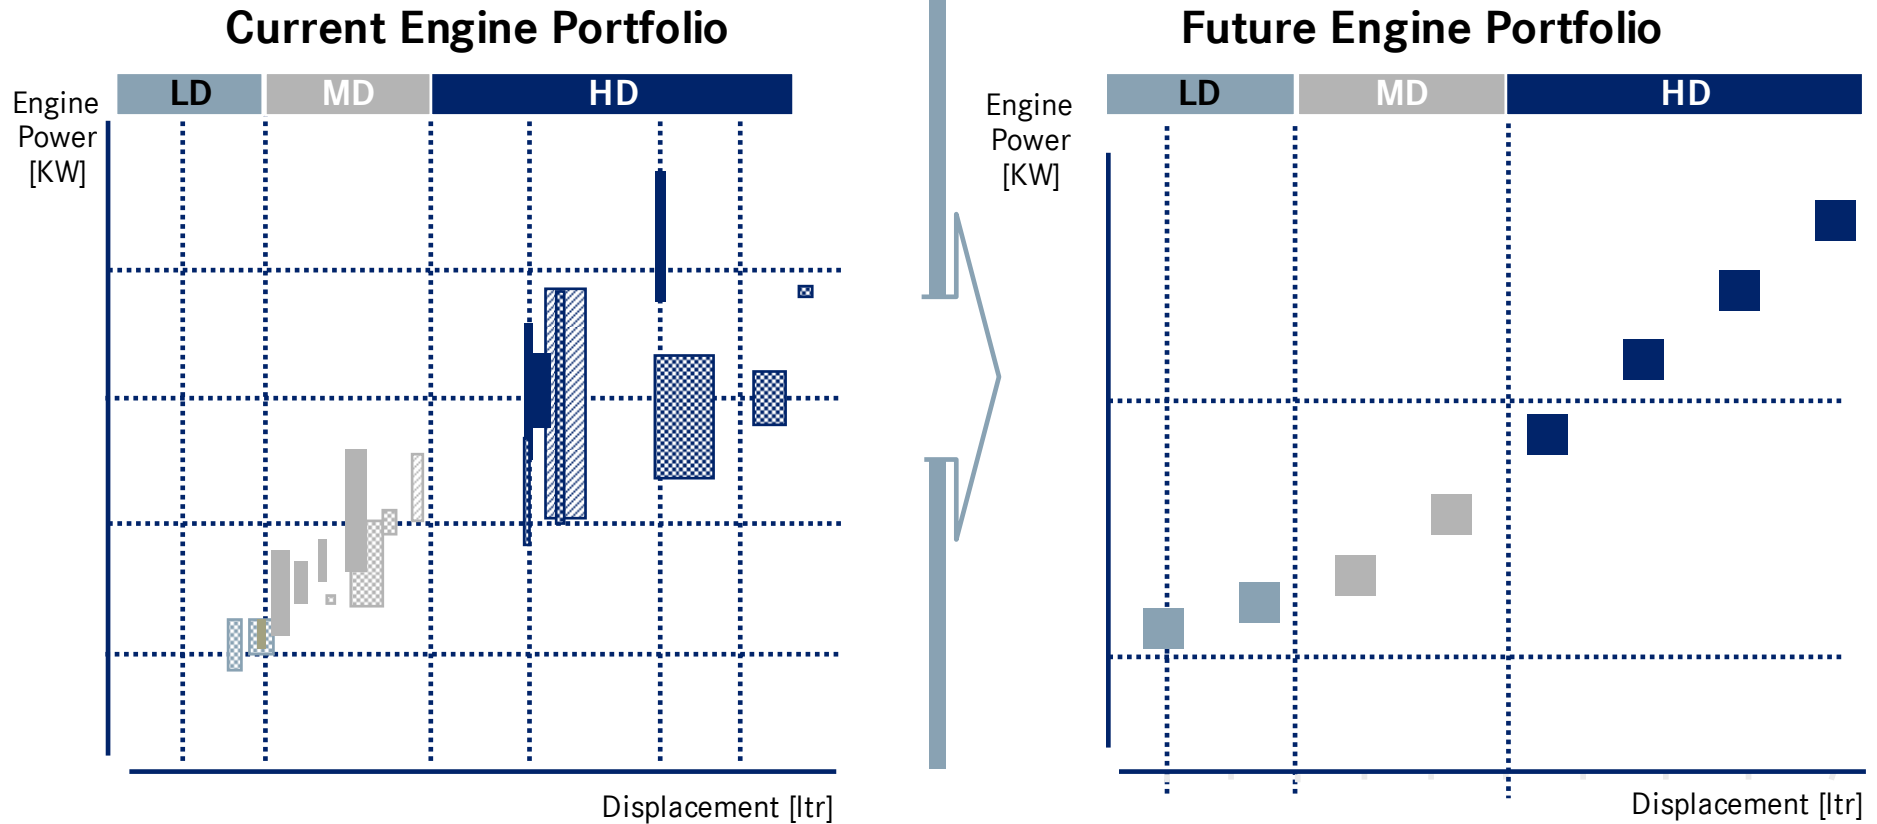 Current Engine Portfolio
LD MD HD
Engine
Power
[KW]
Displacement [ltr]
Future Engine Portfolio
LD MD HD
Engine
Power
[KW]
Displacement [ltr]